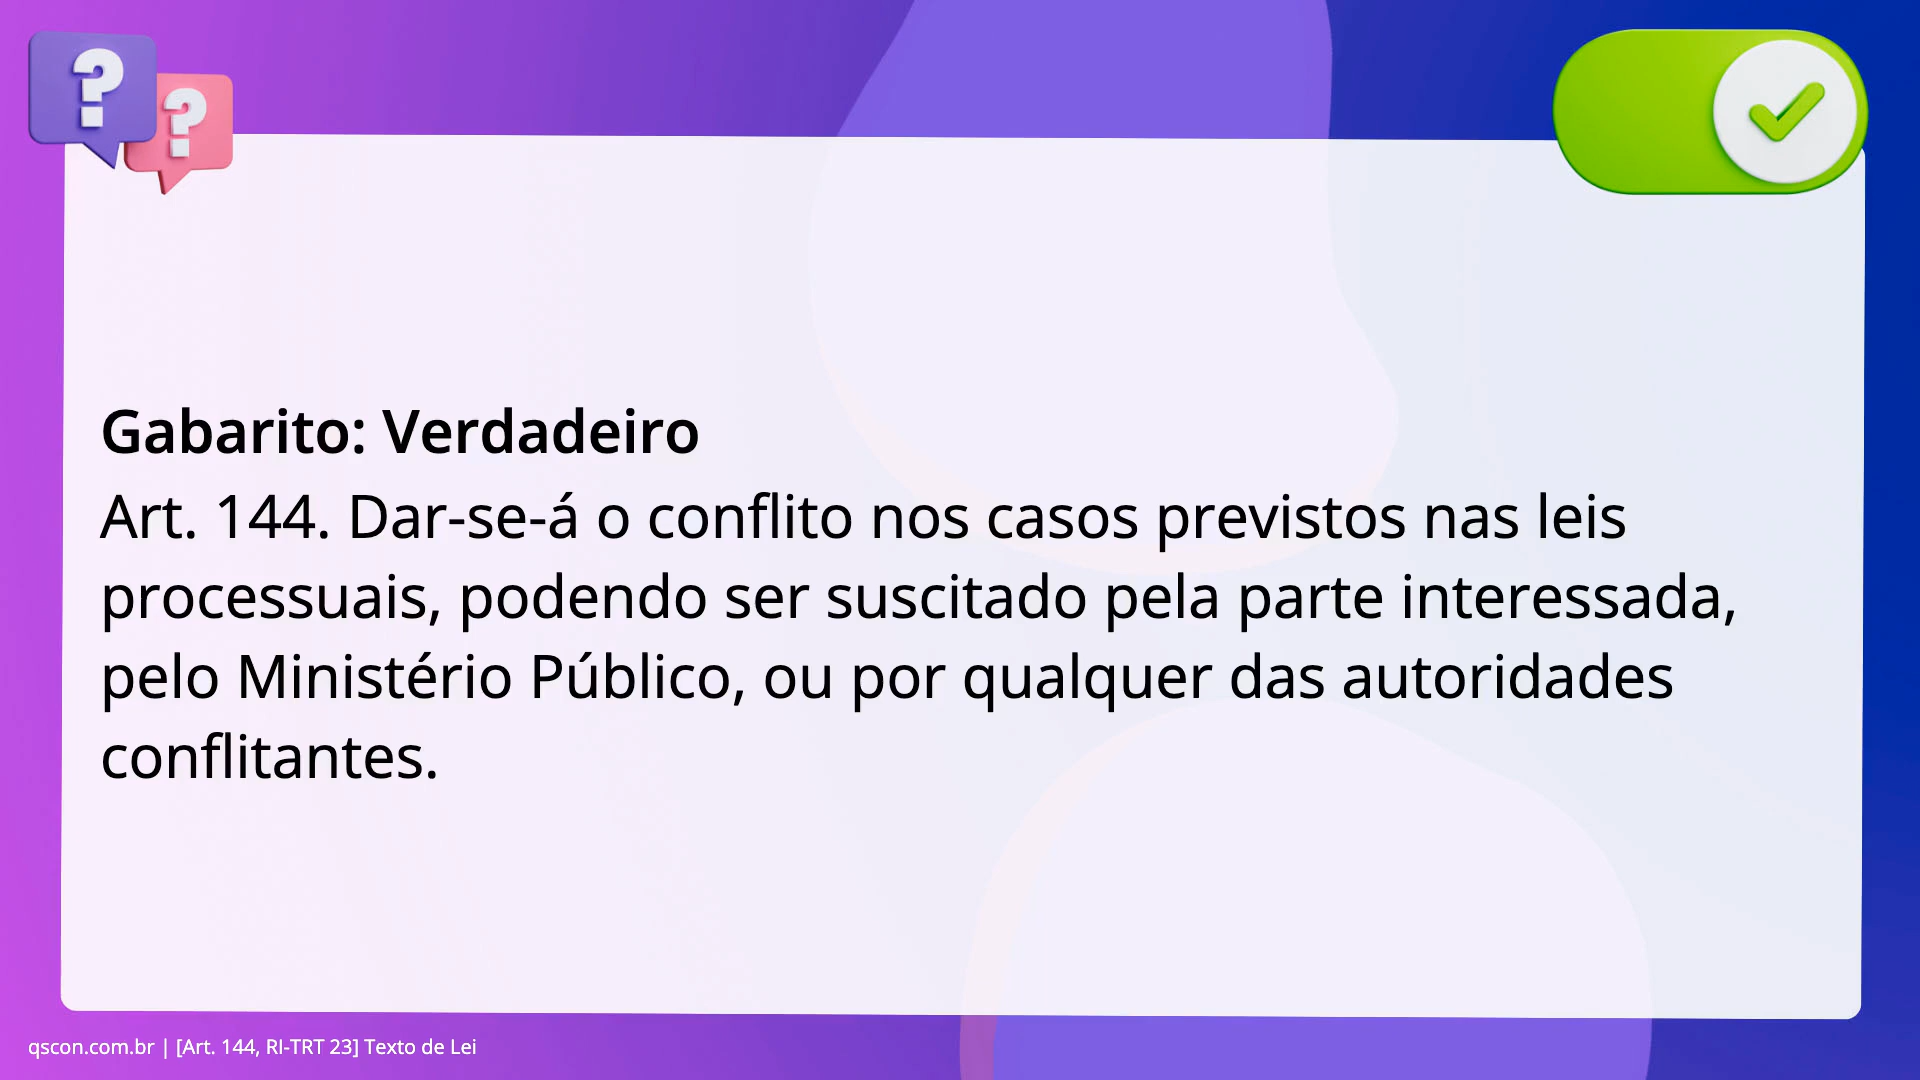 ?
?
Gabarito: Verdadeiro
Art. 144. Dar-se-á o conflito nos casos previstos nas leis
processuais, podendo ser suscitado pela parte interessada,
pelo Ministério Público, ou por qualquer das autoridades
conflitantes.
qscon.com.br | [Art. 144, RI-TRT 23] Texto de Lei